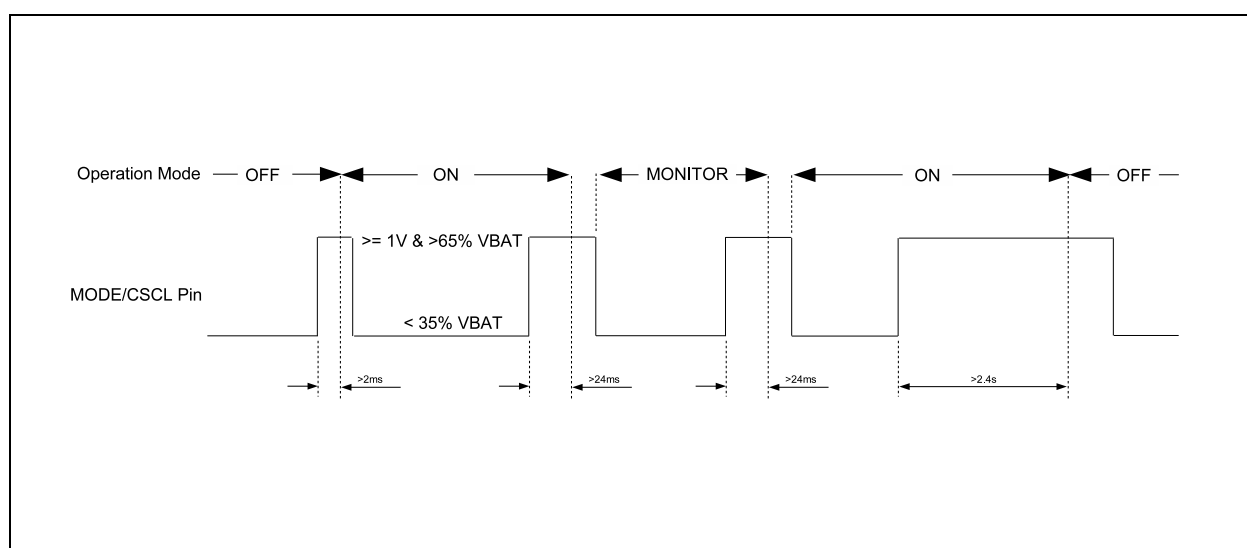 Operation Mode OFF ON MONITOR ON OFF
>= 1V & >65% VBAT
MODE/CSCL Pin
< 35% VBAT
>2ms >24ms >24ms >2.4s